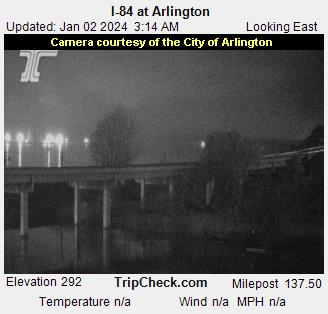 I-84 at Arlington
Updated: Jan 02 2024 3:14 AM Looking East
Camera courtesy of the City of Arlington
Elevation 292 TripCheck.com Milepost 137.50
Temperature n/a Wind n/a MPH n/a